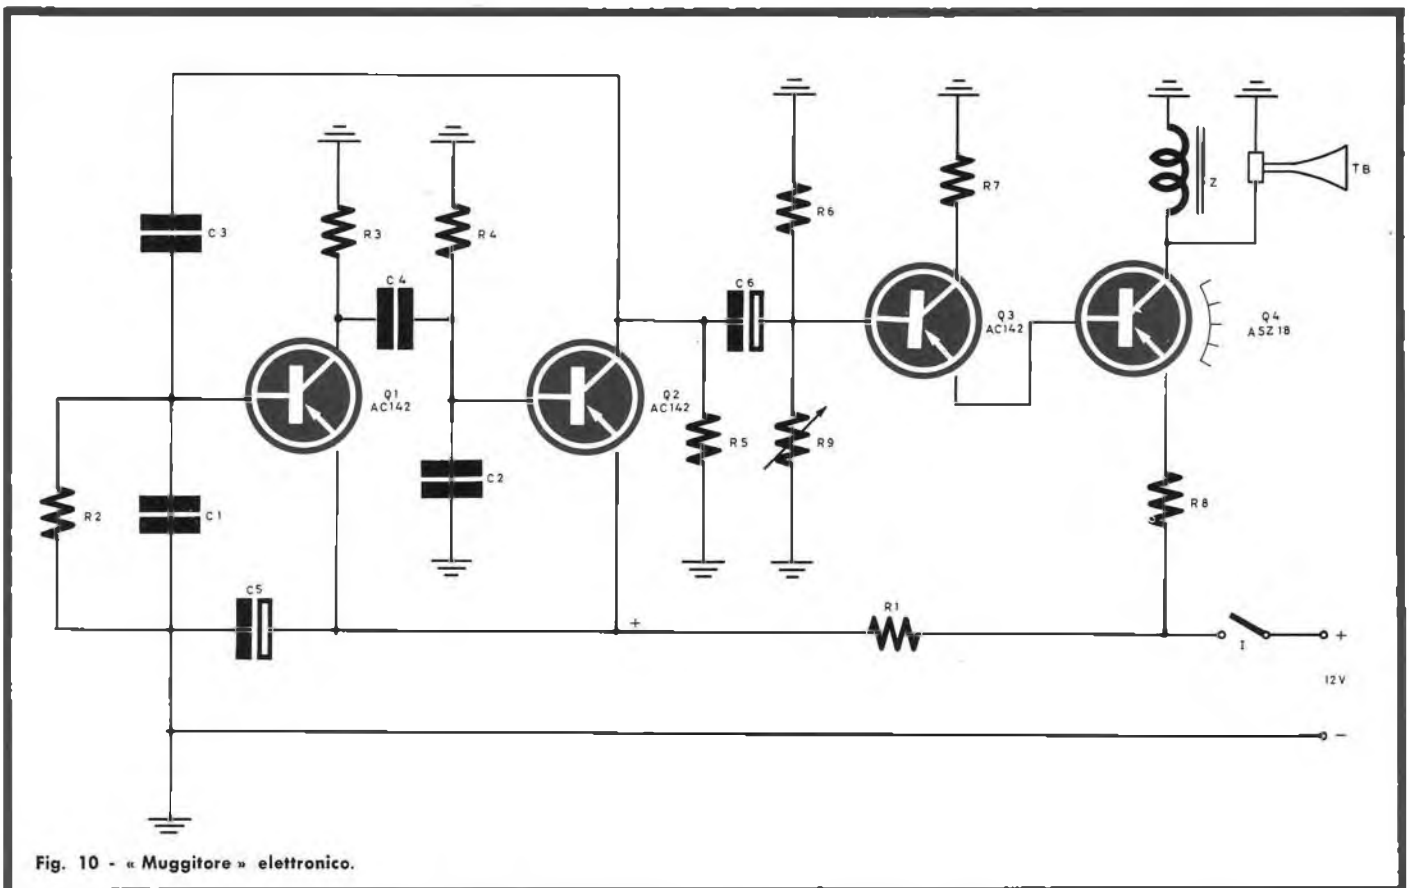 TB
Z
R7
R6
C3
R3
R4
C4
C6
Q3
AC142
Q4
ASZ18
Q1
AC142
Q2
AC142
R5
R9
C2
R2
C1
R8
C5
+
R1
I
+
12V
-
Fig. 10 - « Muggitore » elettronico.